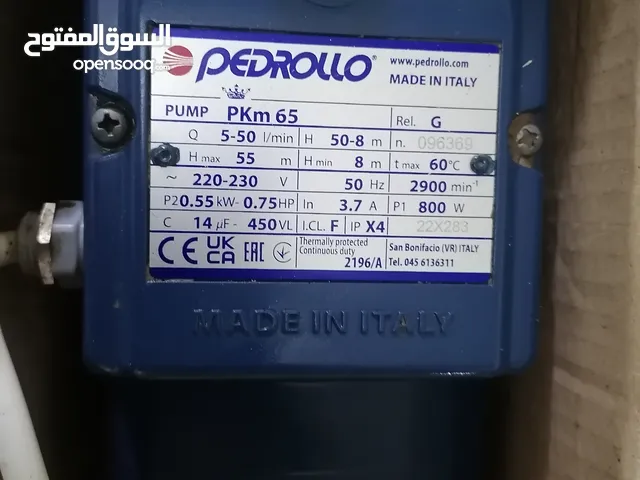 السوق المفتوح
opensooq.com
PEDROLLO
www.pedrollo.com
MADE IN ITALY
PUMP PKm 65 Rel. G
Q 5-50 l/min H 50-8 m n. 096369
H max 55 m H min 8 m t max 60°C
~ 220-230 V 50 Hz 2900 min⁻¹
P2 0.55 kW - 0.75 HP In 3.7 A P1 800 W
C 14 µF - 450 VL I.CL. F IP X4 22X283
CE UK CA EAC
Thermally protected
Continuous duty
2196/A
San Bonifacio (VR) ITALY
Tel. 045 6136311
MADE IN ITALY